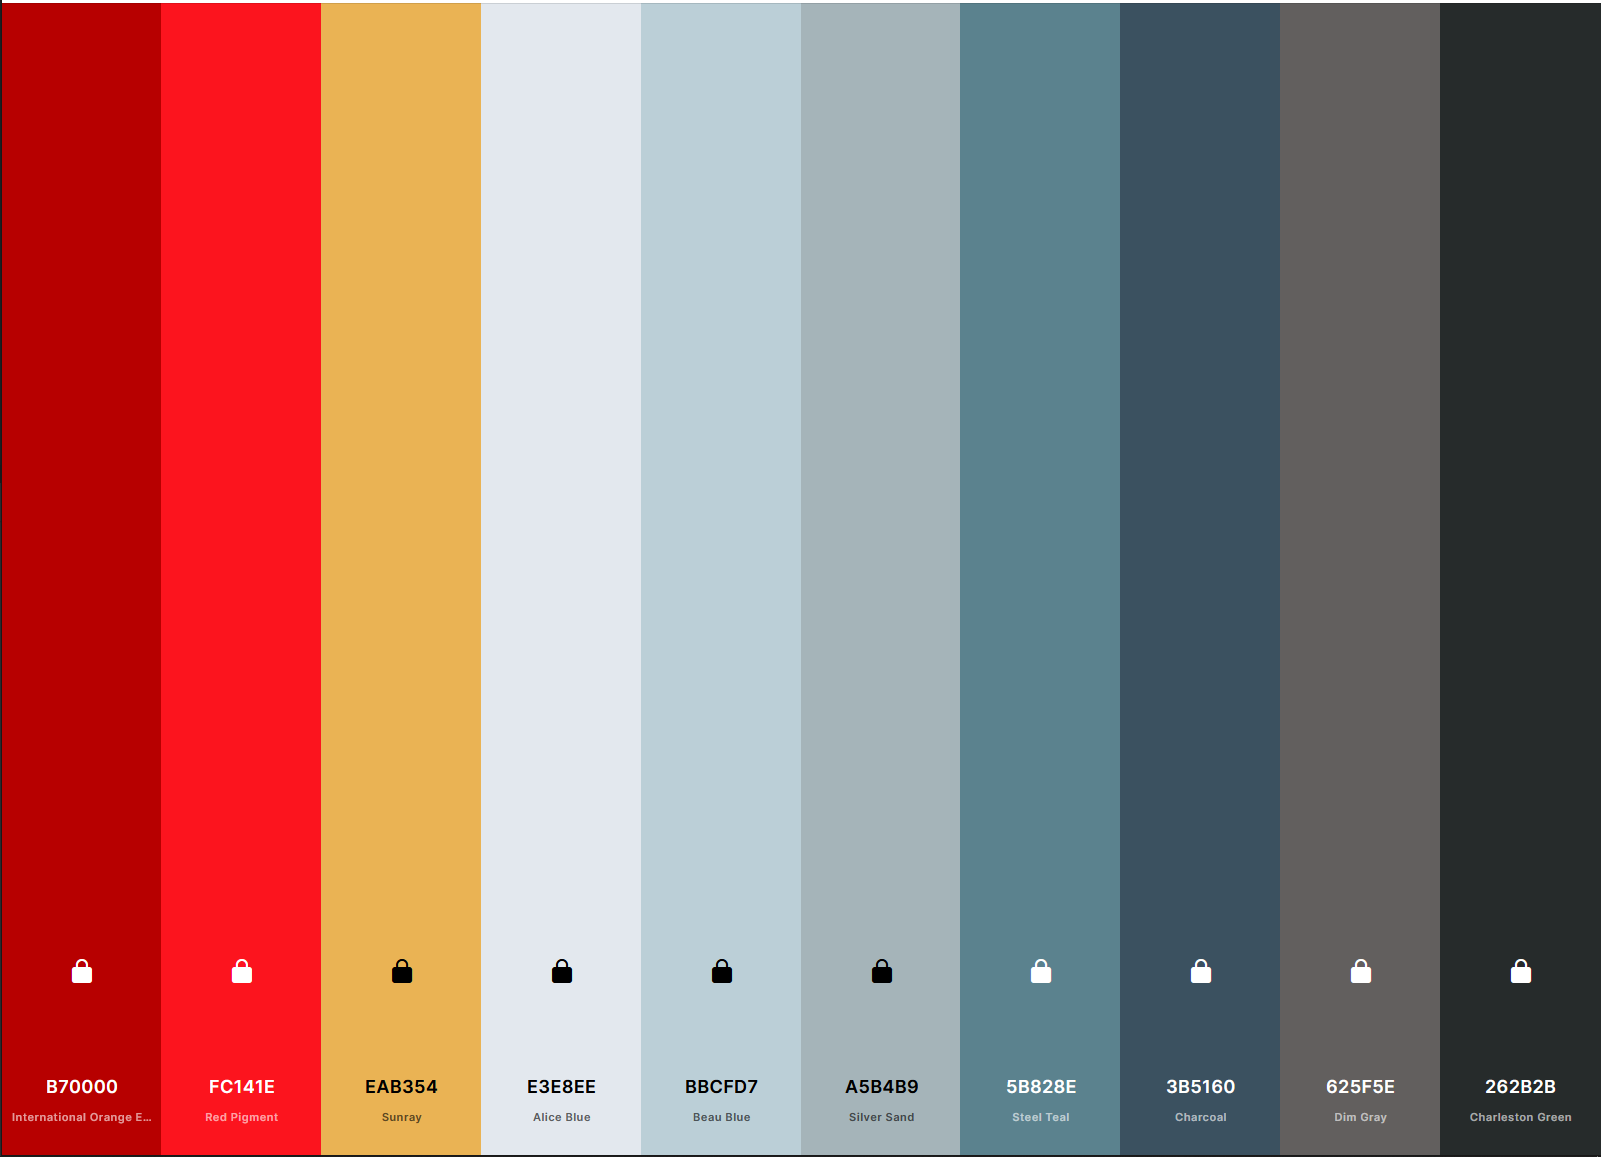 B70000
International Orange E...
FC141E
Red Pigment
EAB354
Sunray
E3E8EE
Alice Blue
BBCFD7
Beau Blue
A5B4B9
Silver Sand
5B828E
Steel Teal
3B5160
Charcoal
625F5E
Dim Gray
262B2B
Charleston Green